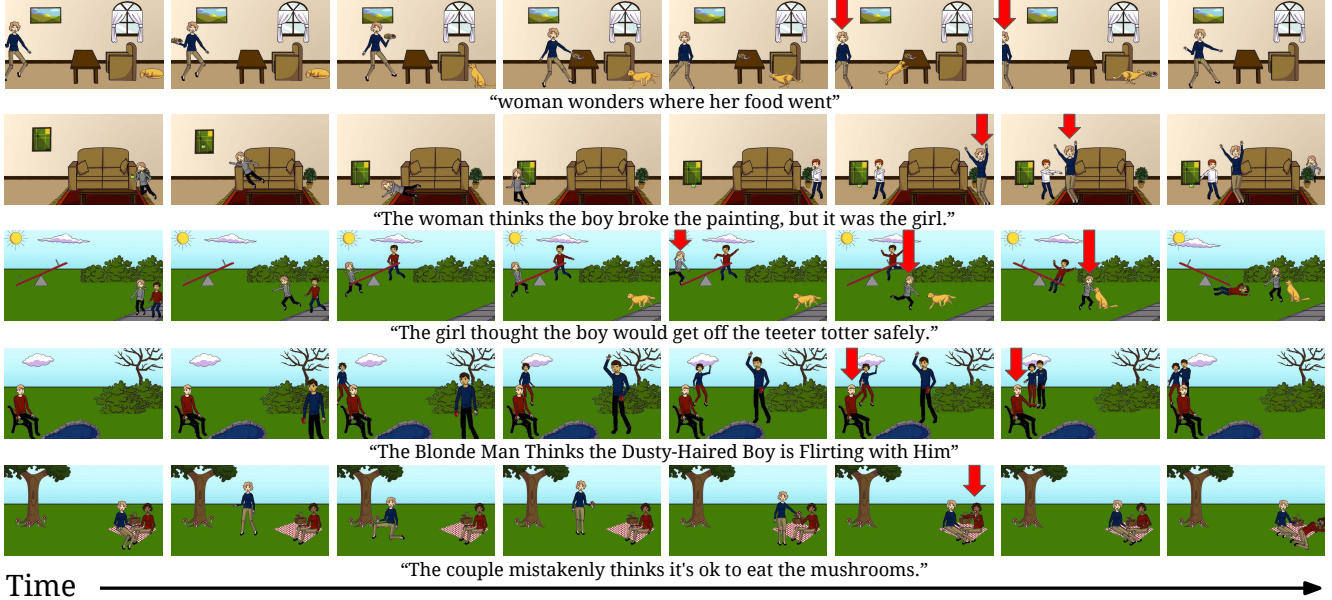 “woman wonders where her food went”
“The woman thinks the boy broke the painting, but it was the girl.”
“The girl thought the boy would get off the teeter totter safely.”
“The Blonde Man Thinks the Dusty-Haired Boy is Flirting with Him”
“The couple mistakenly thinks it's ok to eat the mushrooms.”
Time